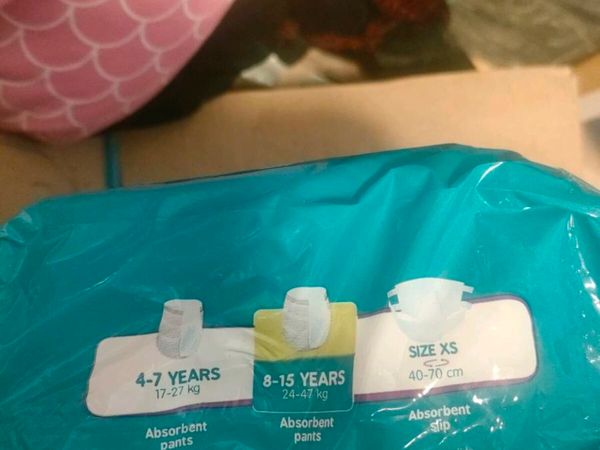 4-7 YEARS
17-27 kg
Absorbent
pants
8-15 YEARS
24-47 kg
Absorbent
pants
SIZE XS
40-70 cm
Absorbent
slip